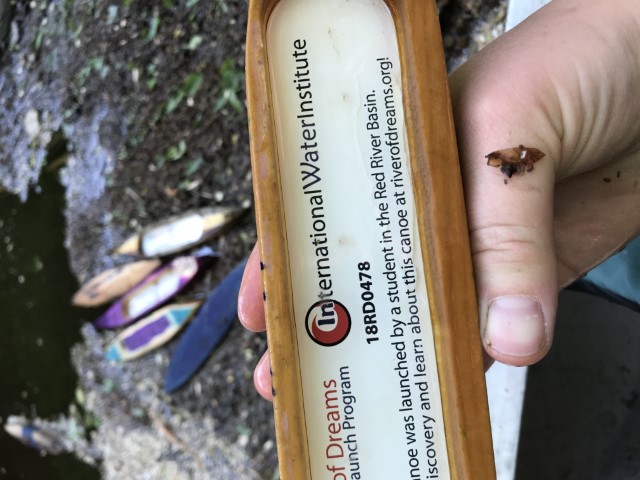 of Dreams
InternationalWaterInstitute
aunch Program
18RD0478
anoe was launched by a student in the Red River Basin.
iscovery and learn about this canoe at riverofdreams.org!